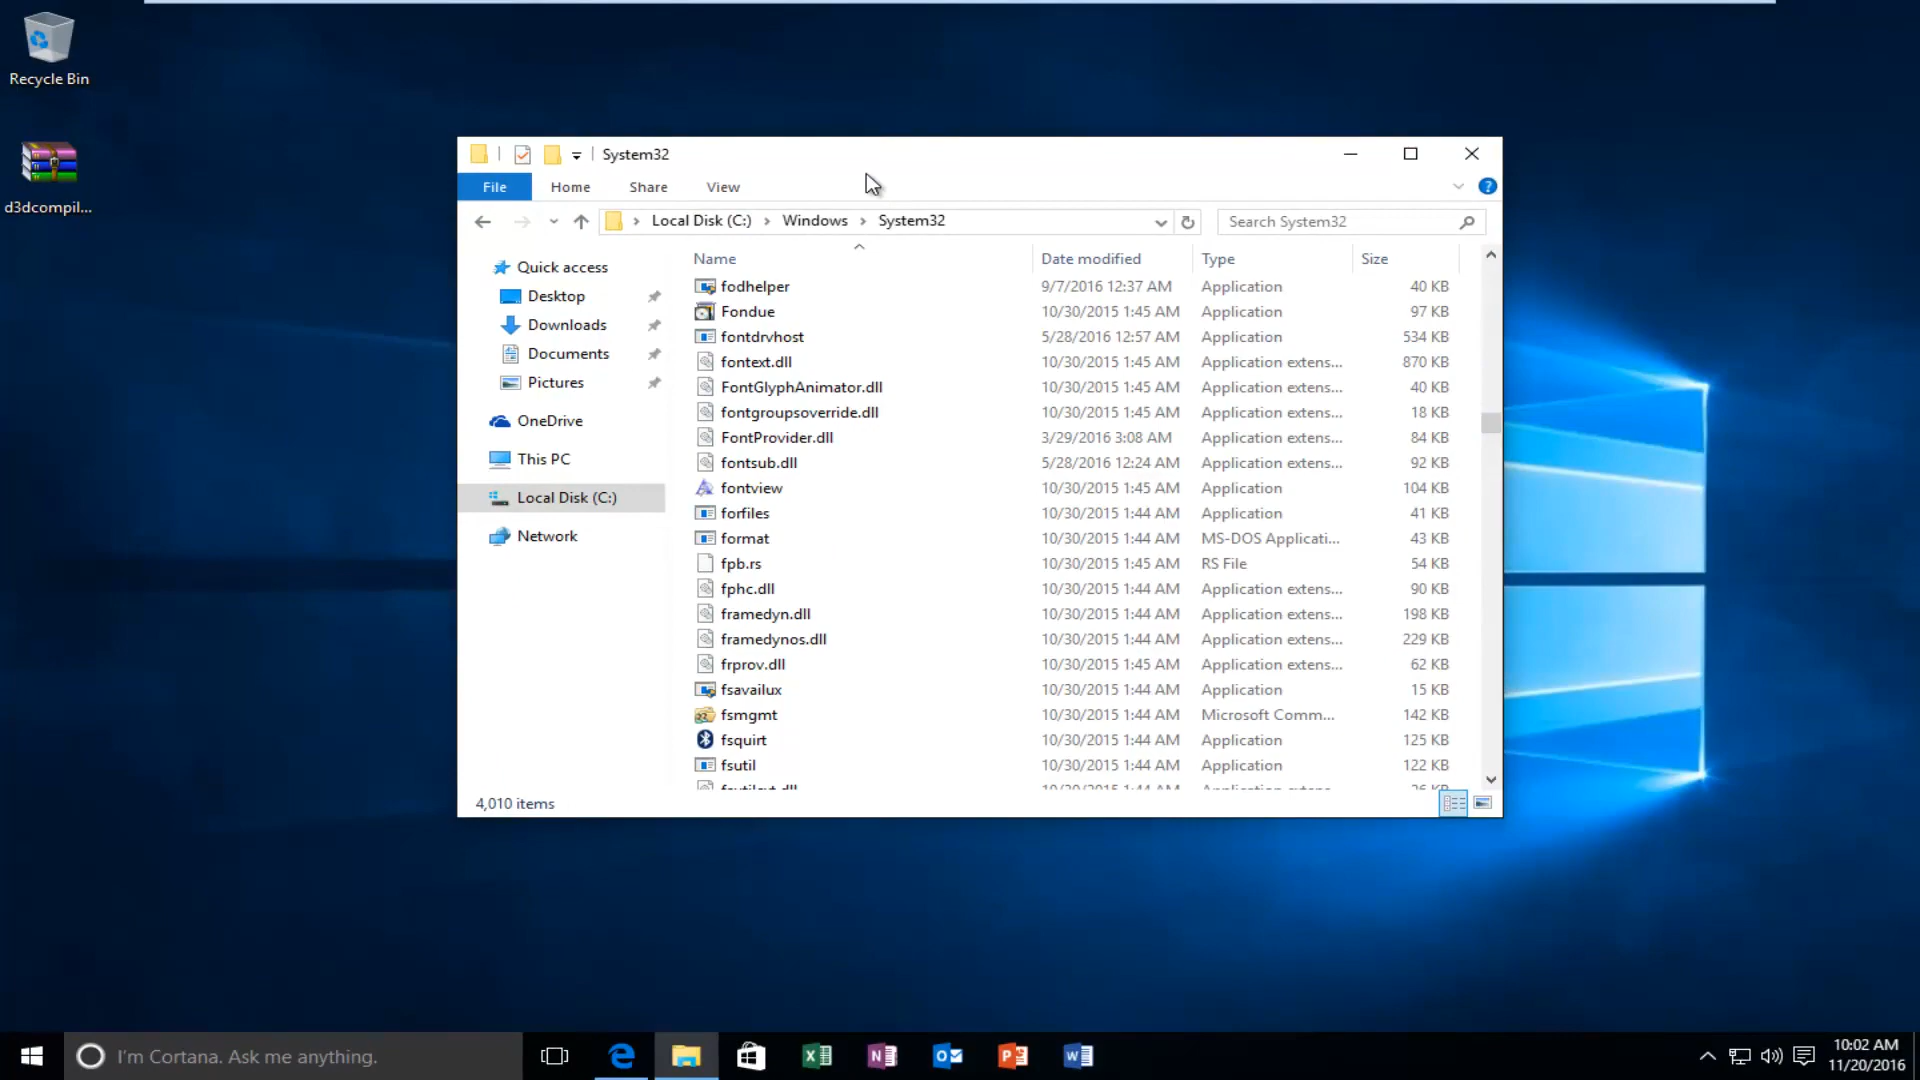 Recycle Bin
d3dcompil...
System32
File Home Share View
Local Disk (C:) Windows System32
Search System32
Quick access
Desktop
Downloads
Documents
Pictures
OneDrive
This PC
Local Disk (C:)
Network
Name Date modified Type Size
fodhelper 9/7/2016 12:37 AM Application 40 KB
Fondue 10/30/2015 1:45 AM Application 97 KB
fontdrvhost 5/28/2016 12:57 AM Application 534 KB
fontext.dll 10/30/2015 1:45 AM Application extens... 870 KB
FontGlyphAnimator.dll 10/30/2015 1:45 AM Application extens... 40 KB
fontgroupsoverride.dll 10/30/2015 1:45 AM Application extens... 18 KB
FontProvider.dll 3/29/2016 3:08 AM Application extens... 84 KB
fontsub.dll 5/28/2016 12:24 AM Application extens... 92 KB
fontview 10/30/2015 1:45 AM Application 104 KB
forfiles 10/30/2015 1:44 AM Application 41 KB
format 10/30/2015 1:44 AM MS-DOS Applicati... 43 KB
fpb.rs 10/30/2015 1:45 AM RS File 54 KB
fphc.dll 10/30/2015 1:44 AM Application extens... 90 KB
framedyn.dll 10/30/2015 1:44 AM Application extens... 198 KB
framedynos.dll 10/30/2015 1:44 AM Application extens... 229 KB
frprov.dll 10/30/2015 1:45 AM Application extens... 62 KB
fsavailux 10/30/2015 1:44 AM Application 15 KB
fsmgmt 10/30/2015 1:44 AM Microsoft Comm... 142 KB
fsquirt 10/30/2015 1:44 AM Application 125 KB
fsutil 10/30/2015 1:44 AM Application 122 KB
4,010 items
I'm Cortana. Ask me anything.
10:02 AM
11/20/2016